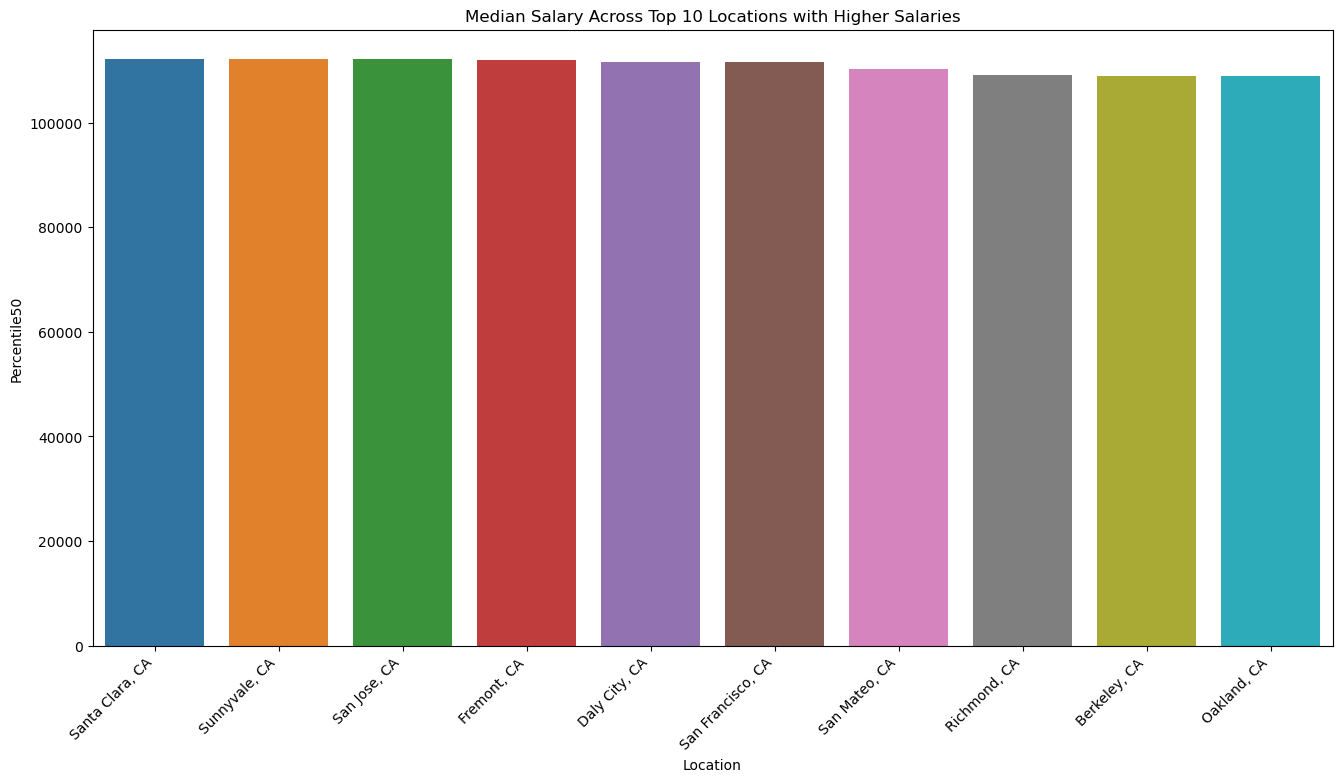 Median Salary Across Top 10 Locations with Higher Salaries
Percentile50
100000
80000
60000
40000
20000
0
Santa Clara, CA
Sunnyvale, CA
San Jose, CA
Fremont, CA
Daly City, CA
San Francisco, CA
San Mateo, CA
Richmond, CA
Berkeley, CA
Oakland, CA
Location